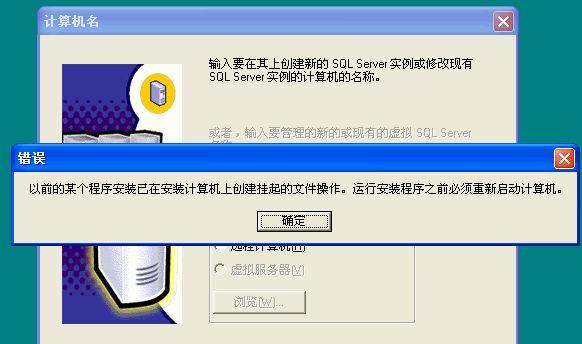 计算机名
输入要在其上创建新的 SQL Server 实例或修改现有
SQL Server 实例的计算机的名称。
或者，输入要管理的新的或现有的虚拟 SQL Server
错误
以前的某个程序安装已在安装计算机上创建挂起的文件操作。运行安装程序之前必须重新启动计算机。
确定
远程计算机(R)
虚拟服务器(V)
浏览(W)...